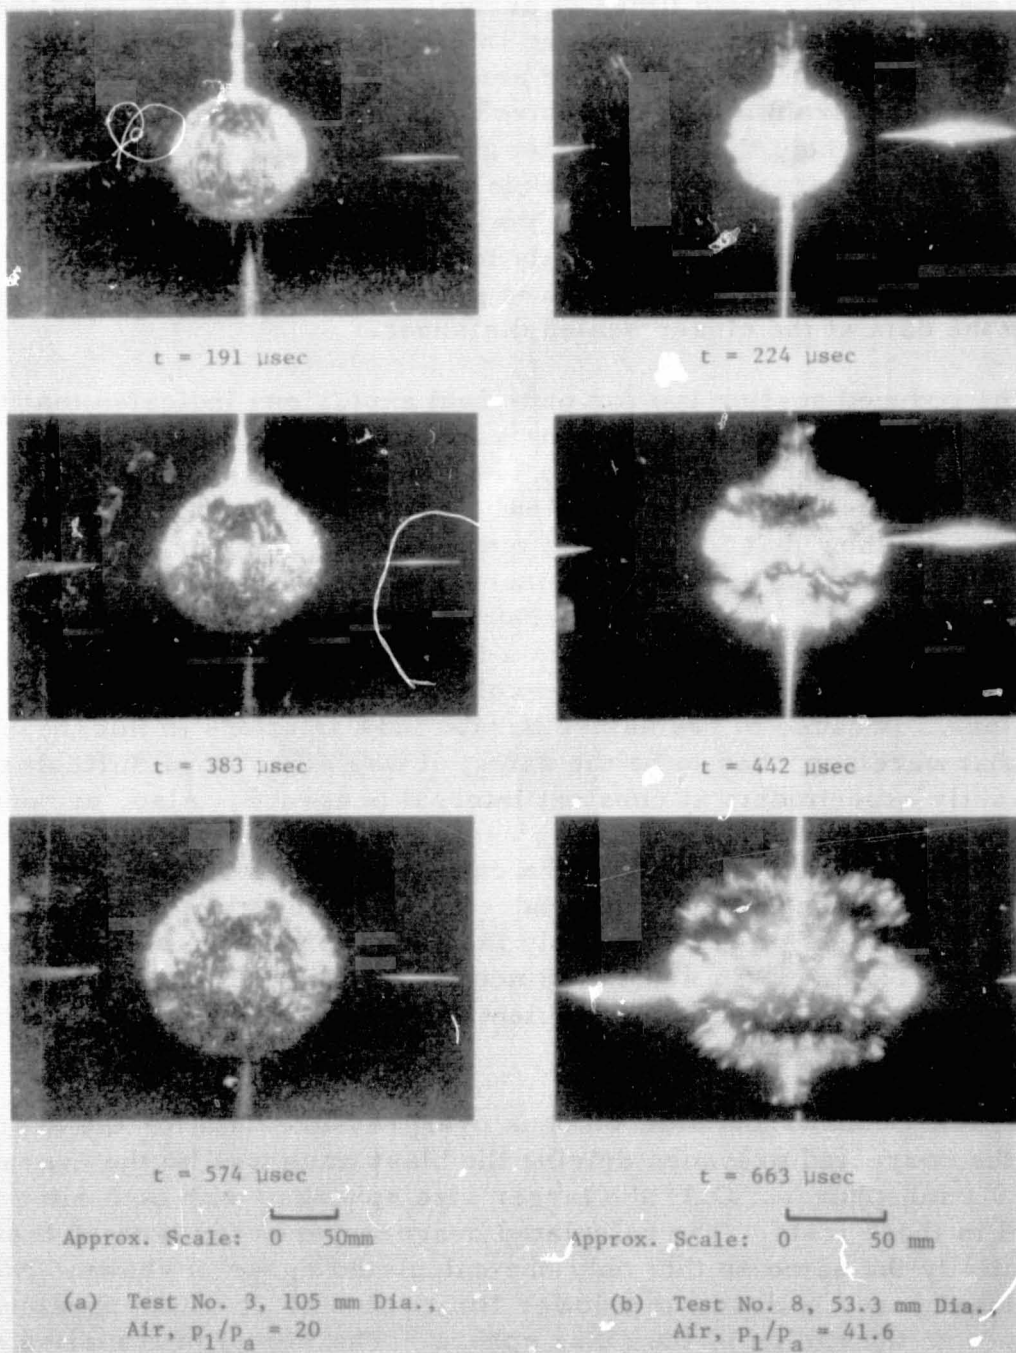 t = 191 μsec
t = 224 μsec
t = 383 μsec
t = 442 μsec
t = 574 μsec
t = 663 μsec
Approx. Scale: 0 50mm
Approx. Scale: 0 50 mm
(a) Test No. 3, 105 mm Dia.,
Air, p₁/pₐ = 20
(b) Test No. 8, 53.3 mm Dia.,
Air, p₁/pₐ = 41.6